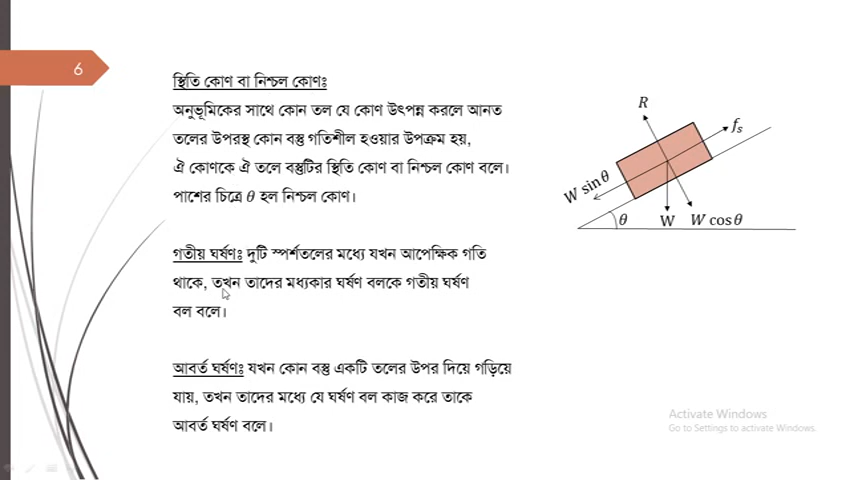 6
স্থিতি কোণ বা নিশ্চল কোণঃ
অনুভূমিকের সাথে কোন তল যে কোণ উৎপন্ন করলে আনত
তলের উপরস্থ কোন বস্তু গতিশীল হওয়ার উপক্রম হয়,
ঐ কোণকে ঐ তলে বস্তুটির স্থিতি কোণ বা নিশ্চল কোণ বলে।
পাশের চিত্রে θ হল নিশ্চল কোণ।
গতীয় ঘর্ষণঃ দুটি স্পর্শতলের মধ্যে যখন আপেক্ষিক গতি
থাকে, তখন তাদের মধ্যকার ঘর্ষণ বলকে গতীয় ঘর্ষণ
বল বলে।
আবর্ত ঘর্ষণঃ যখন কোন বস্তু একটি তলের উপর দিয়ে গড়িয়ে
যায়, তখন তাদের মধ্যে যে ঘর্ষণ বল কাজ করে তাকে
আবর্ত ঘর্ষণ বলে।
R
fs
W sin θ
θ
W
W cos θ
Activate Windows
Go to Settings to activate Windows.